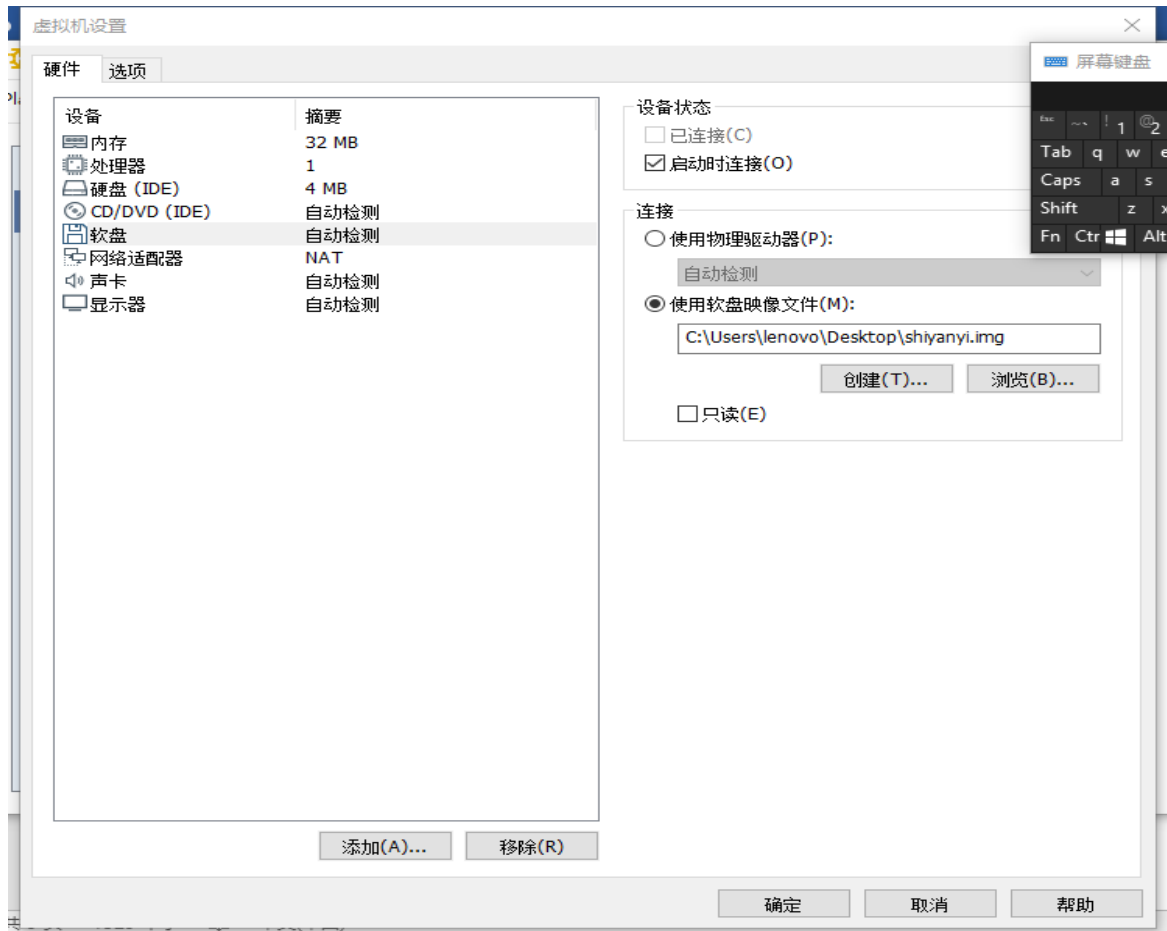 虚拟机设置
硬件 选项
设备 摘要
内存 32 MB
处理器 1
硬盘 (IDE) 4 MB
CD/DVD (IDE) 自动检测
软盘 自动检测
网络适配器 NAT
声卡 自动检测
显示器 自动检测
添加(A)... 移除(R)
设备状态
已连接(C)
启动时连接(O)
连接
使用物理驱动器(P):
自动检测
使用软盘映像文件(M):
C:\Users\lenovo\Desktop\shiyanyi.img
创建(T)... 浏览(B)...
只读(E)
确定 取消 帮助
屏幕键盘
Esc ~ ` ! 1 @ 2
Tab q w e
Caps a s
Shift z x
Fn Ctr Alt